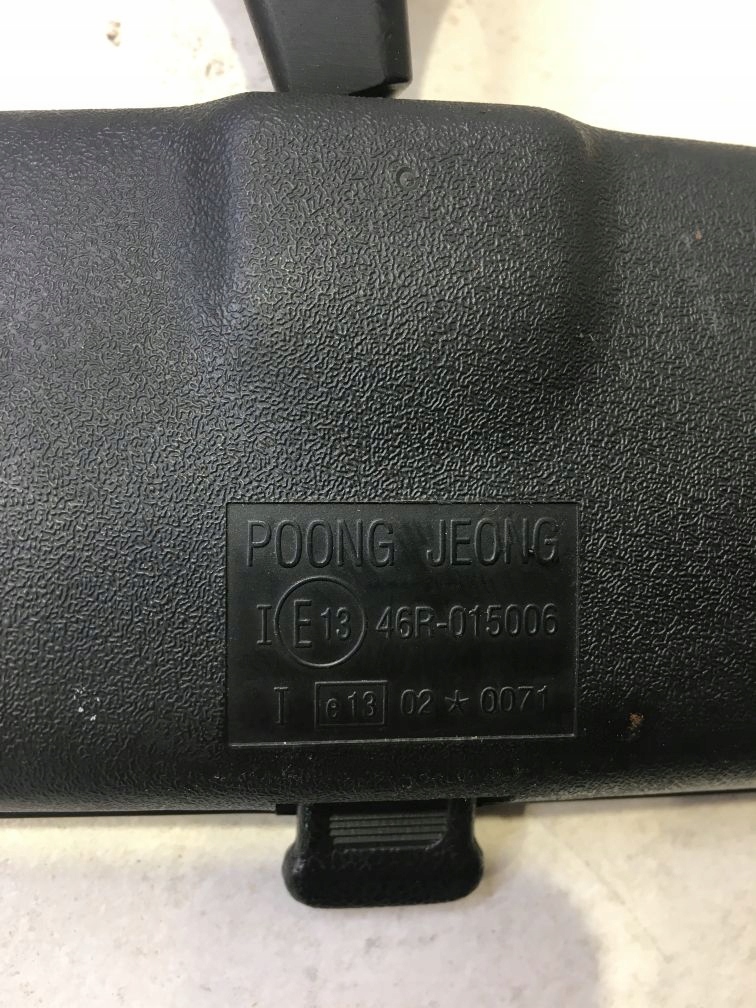 POONG JEONG
I E13 46R-015006
I e13 02 ★ 0071